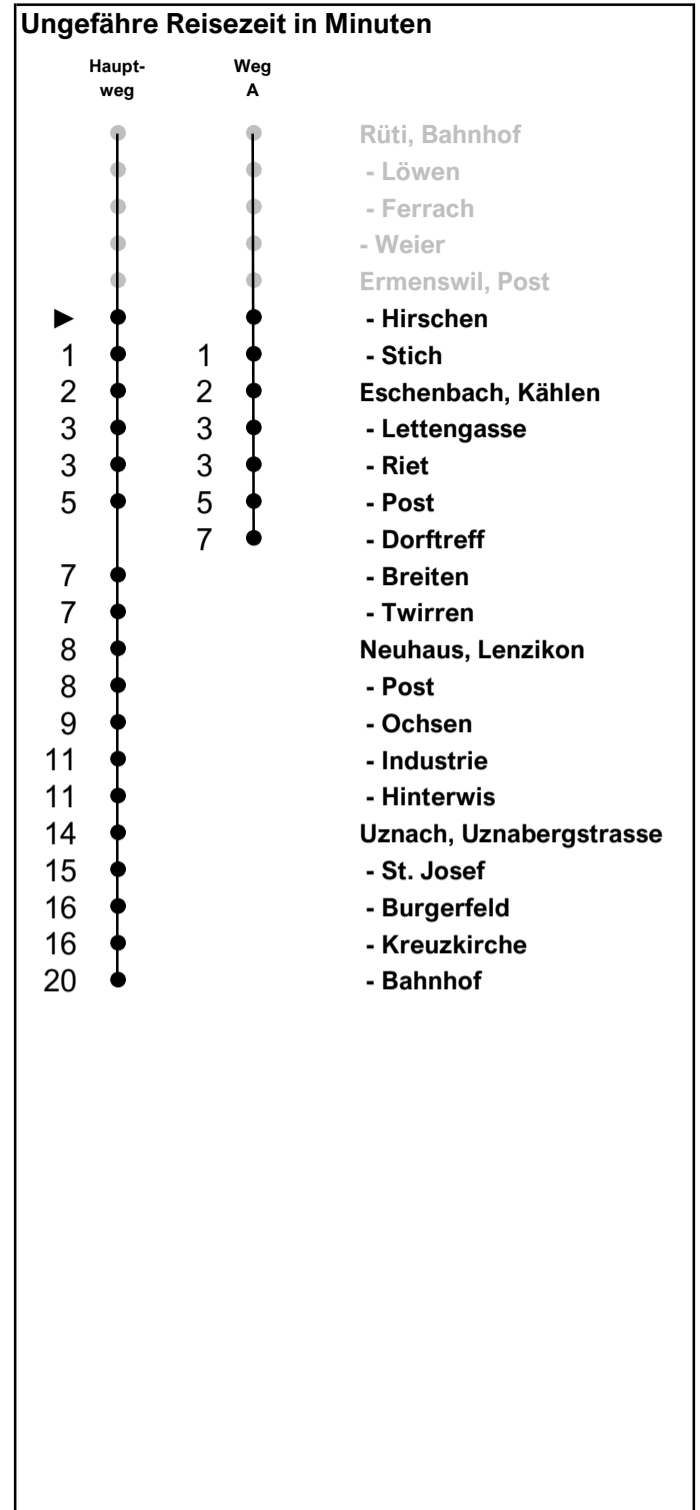 Ungefähre Reisezeit in Minuten
Haupt- Weg
weg A
Rüti, Bahnhof
- Löwen
- Ferrach
- Weier
Ermenswil, Post
► - Hirschen
1 1 - Stich
2 2 Eschenbach, Kählen
3 3 - Lettengasse
3 3 - Riet
5 5 - Post
7 - Dorftreff
7 - Breiten
7 - Twirren
8 Neuhaus, Lenzikon
8 - Post
9 - Ochsen
11 - Industrie
11 - Hinterwis
14 Uznach, Uznabergstrasse
15 - St. Josef
16 - Burgerfeld
16 - Kreuzkirche
20 - Bahnhof